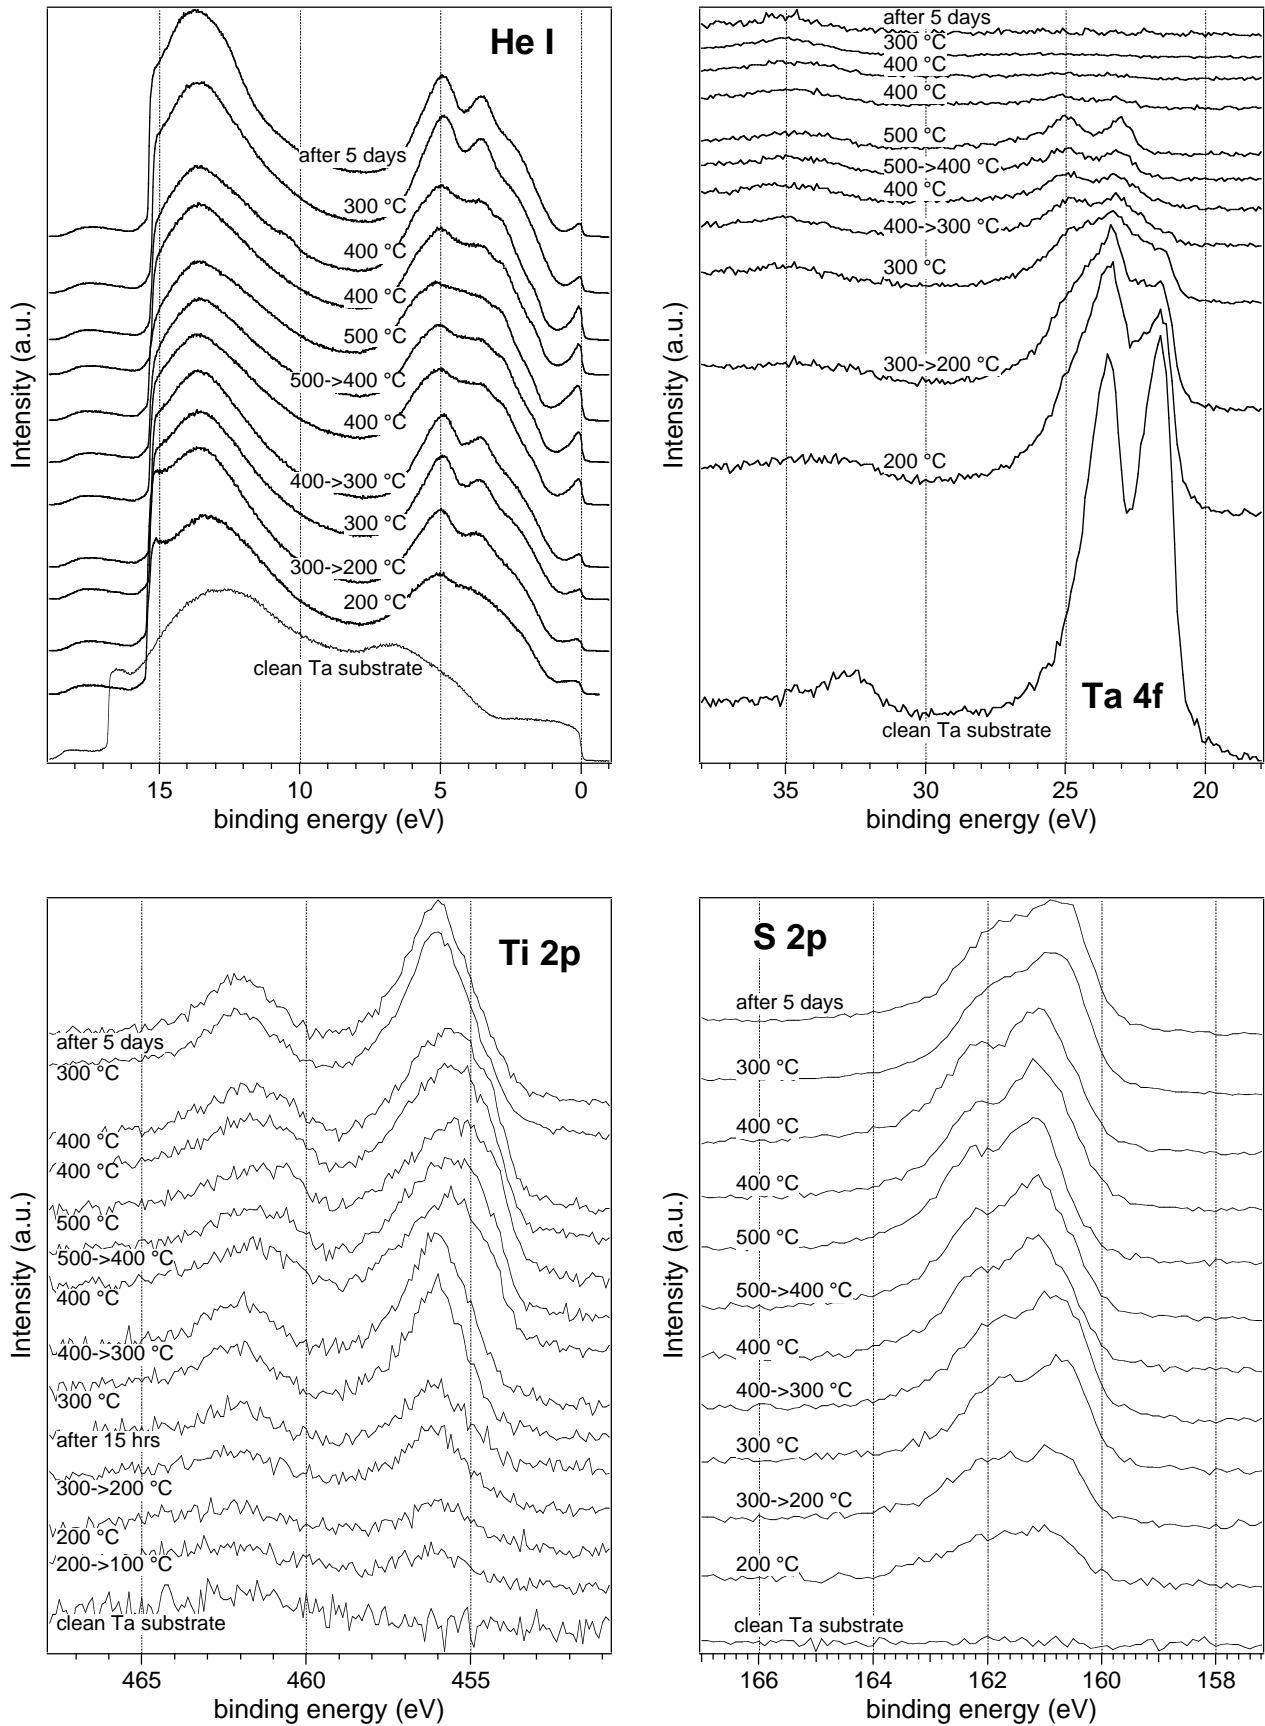 He I
after 5 days
300 °C
400 °C
400 °C
500 °C
500->400 °C
400 °C
400->300 °C
300 °C
300->200 °C
200 °C
clean Ta substrate
Intensity (a.u.)
15 10 5 0
binding energy (eV)
after 5 days
300 °C
400 °C
400 °C
500 °C
500->400 °C
400 °C
400->300 °C
300 °C
300->200 °C
200 °C
Ta 4f
clean Ta substrate
Intensity (a.u.)
35 30 25 20
binding energy (eV)
Ti 2p
after 5 days
300 °C
400 °C
400 °C
500 °C
500->400 °C
400 °C
400->300 °C
300 °C
after 15 hrs
300->200 °C
200 °C
200->100 °C
clean Ta substrate
Intensity (a.u.)
465 460 455
binding energy (eV)
S 2p
after 5 days
300 °C
400 °C
400 °C
500 °C
500->400 °C
400 °C
400->300 °C
300 °C
300->200 °C
200 °C
clean Ta substrate
Intensity (a.u.)
166 164 162 160 158
binding energy (eV)